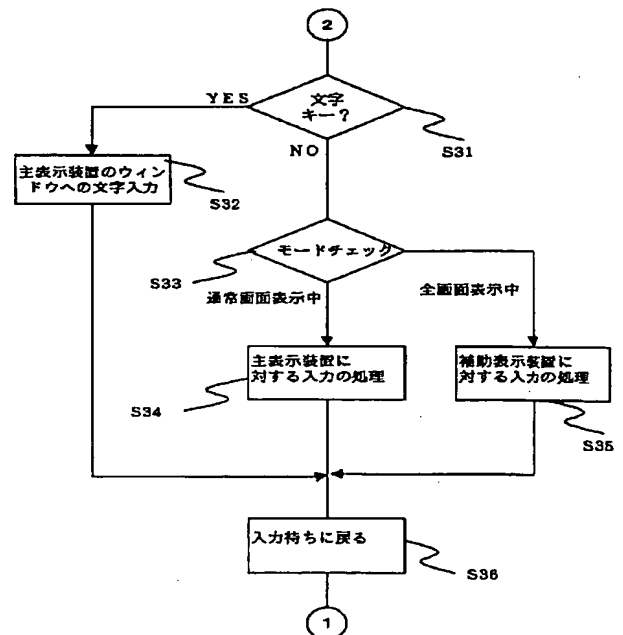 2
文字
キー?
YES
S31
NO
主表示装置のウィン
ドウへの文字入力
S32
モードチェック
S33
通常画面表示中
全画面表示中
主表示装置に
対する入力の処理
補助表示装置に
対する入力の処理
S34
S35
入力待ちに戻る
S36
1